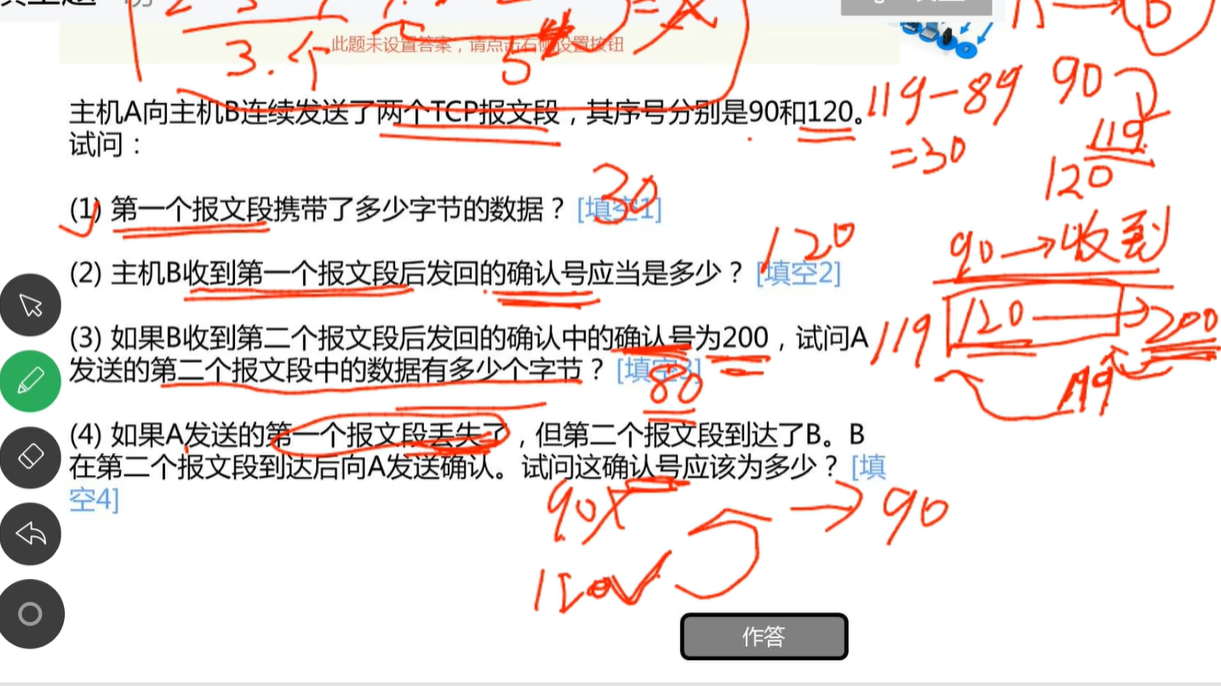 此题未设置答案，请点击右侧设置按钮
3.个
5
主机A向主机B连续发送了两个TCP报文段，其序号分别是90和120。
试问：
119-89
=30
90
119
120
(1) 第一个报文段携带了多少字节的数据？ [填空1]
30
(2) 主机B收到第一个报文段后发回的确认号应当是多少？ [填空2]
120
90→收到
(3) 如果B收到第二个报文段后发回的确认中的确认号为200，试问A
发送的第二个报文段中的数据有多少个字节？ [填空3]
80
119 120→200
(4) 如果A发送的第一个报文段丢失了，但第二个报文段到达了B。B
在第二个报文段到达后向A发送确认。试问这确认号应该为多少？ [填
空4]
90X
→90
120✓
作答